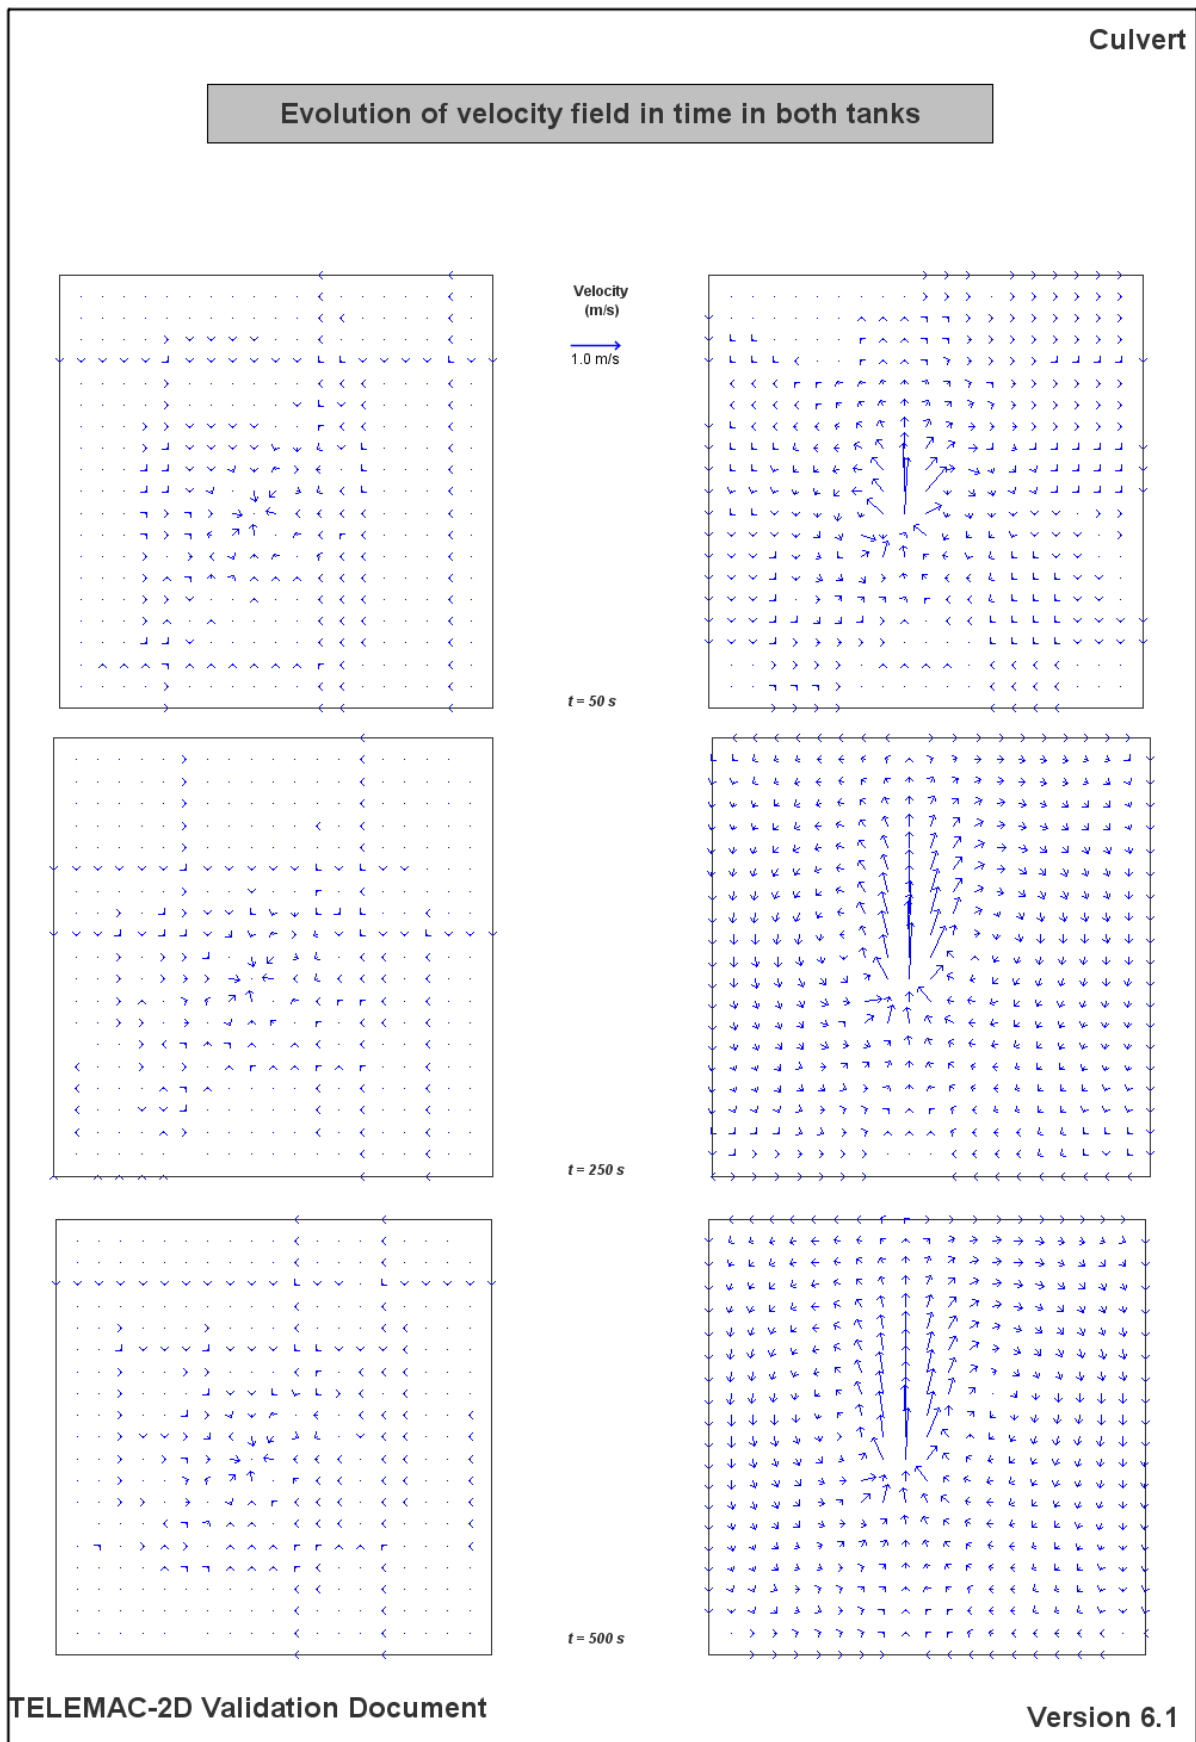 Culvert
Evolution of velocity field in time in both tanks
Velocity
(m/s)
1.0 m/s
t = 50 s
t = 250 s
t = 500 s
TELEMAC-2D Validation Document
Version 6.1